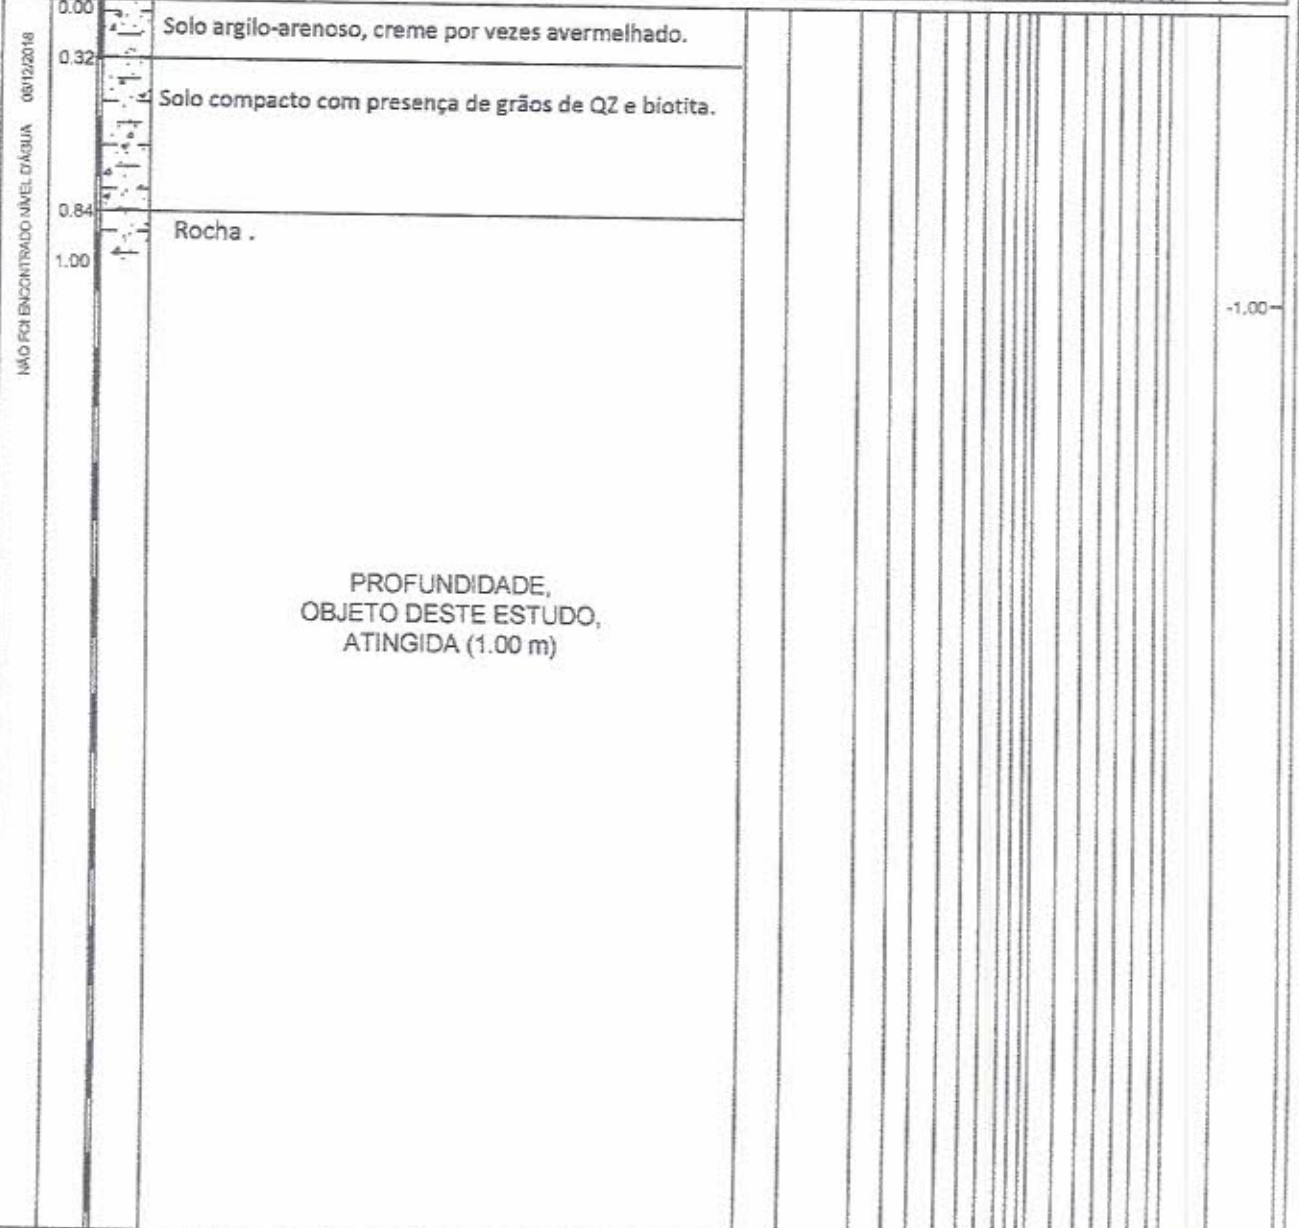 0.00
Solo argilo-arenoso, creme por vezes avermelhado.
0.32
Solo compacto com presença de grãos de QZ e biotita.
0.84
Rocha .
1.00
-1.00
NÃO FOI ENCONTRADO NÍVEL D'ÁGUA 06/12/2018
PROFUNDIDADE,
OBJETO DESTE ESTUDO,
ATINGIDA (1.00 m)